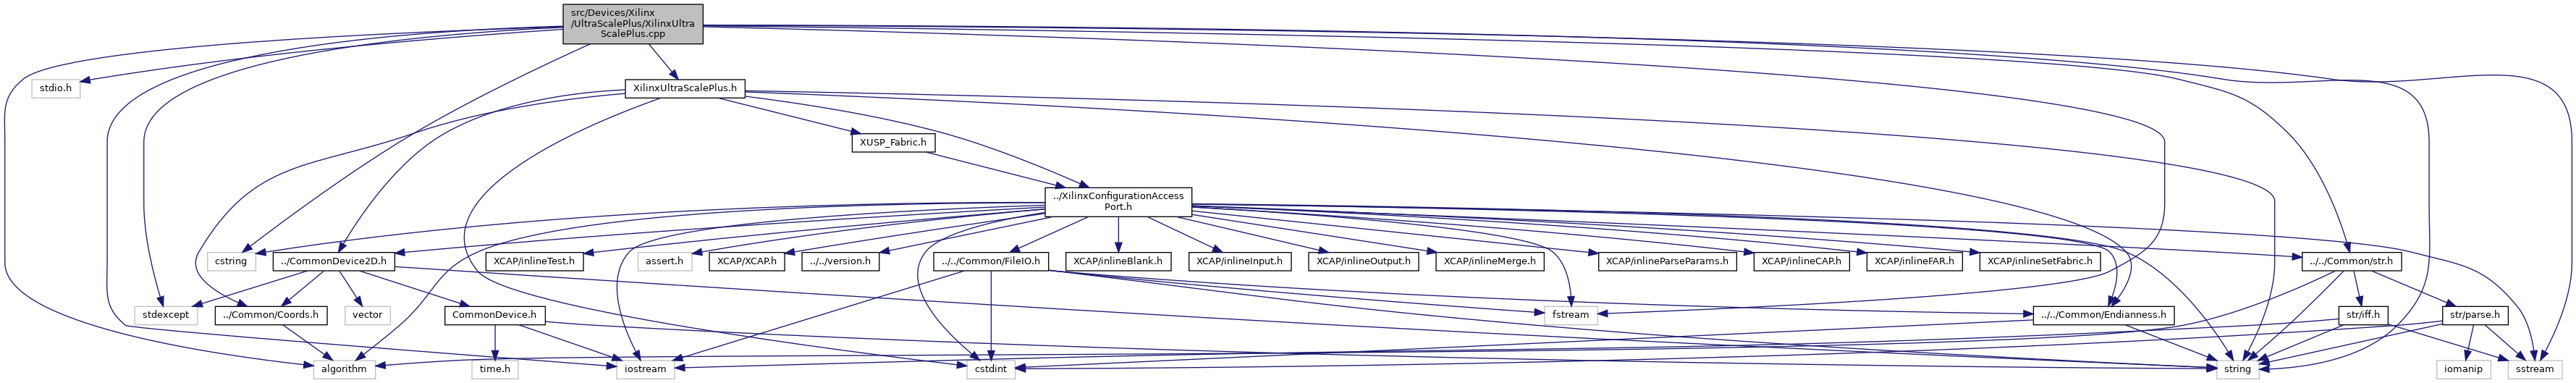 src/Devices/Xilinx
/UltraScalePlus/XilinxUltra
ScalePlus.cpp
stdio.h
XilinxUltraScalePlus.h
XUSP_Fabric.h
../XilinxConfigurationAccess
Port.h
cstring
../CommonDevice2D.h
XCAP/inlineTest.h
assert.h
XCAP/XCAP.h
../../version.h
../../Common/FileIO.h
XCAP/inlineBlank.h
XCAP/inlineInput.h
XCAP/inlineOutput.h
XCAP/inlineMerge.h
XCAP/inlineParseParams.h
XCAP/inlineCAP.h
XCAP/inlineFAR.h
XCAP/inlineSetFabric.h
../../Common/str.h
stdexcept
../Common/Coords.h
vector
CommonDevice.h
fstream
../../Common/Endianness.h
str/iff.h
str/parse.h
algorithm
time.h
iostream
cstdint
string
iomanip
sstream